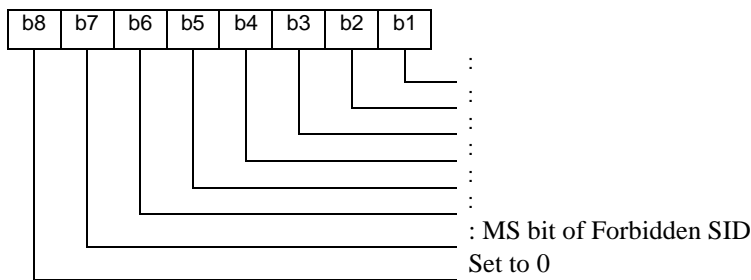 b8 b7 b6 b5 b4 b3 b2 b1
:
:
:
:
:
:
: MS bit of Forbidden SID
Set to 0